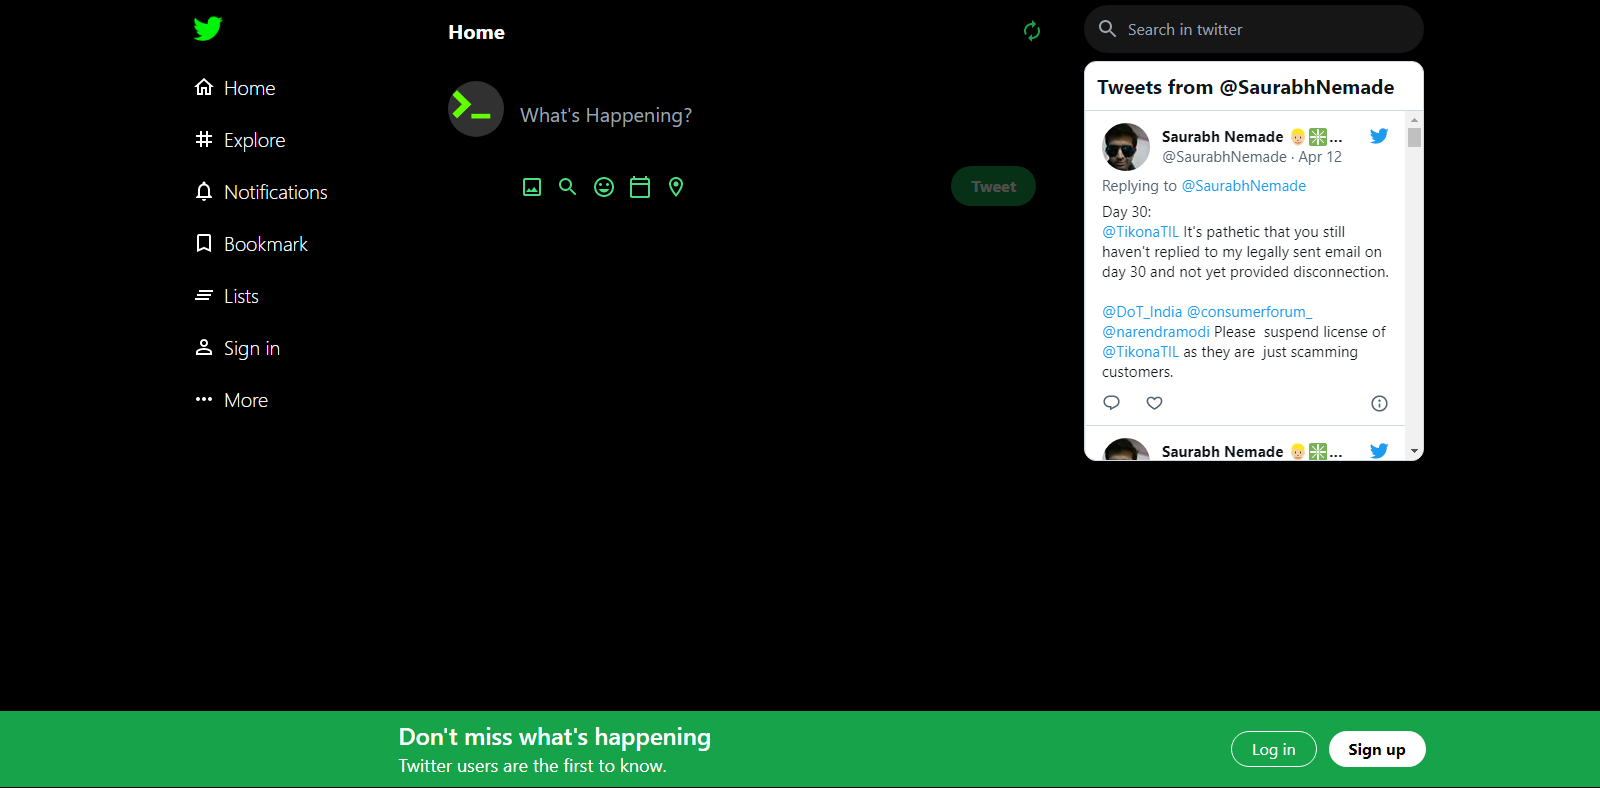 Home
Explore
Notifications
Bookmark
Lists
Sign in
More
Home
What's Happening?
Tweet
Search in twitter
Tweets from @SaurabhNemade
Saurabh Nemade 👨🏼❇️...
@SaurabhNemade · Apr 12
Replying to @SaurabhNemade
Day 30:
@TikonaTIL It's pathetic that you still
haven't replied to my legally sent email on
day 30 and not yet provided disconnection.
@DoT_India @consumerforum_
@narendramodi Please  suspend license of
@TikonaTIL as they are  just scamming
customers.
Saurabh Nemade 👨🏼❇️...
Don't miss what's happening
Twitter users are the first to know.
Log in
Sign up